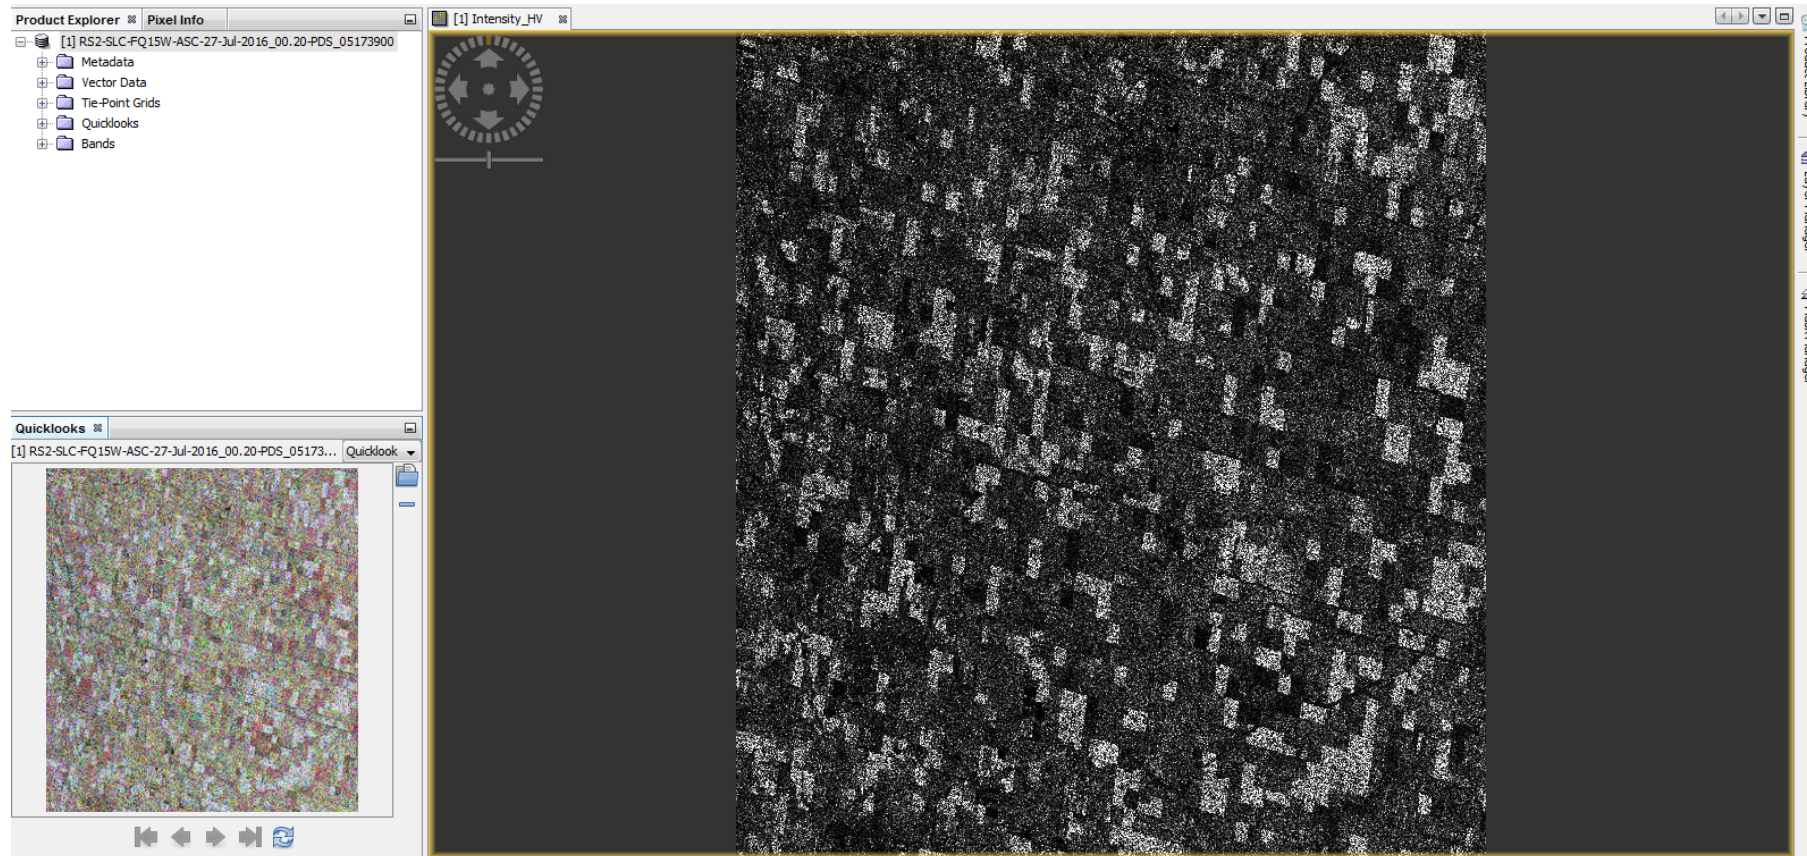 Product Explorer Pixel Info
[1] RS2-SLC-FQ15W-ASC-27-Jul-2016_00.20-PDS_05173900
Metadata
Vector Data
Tie-Point Grids
Quicklooks
Bands
Quicklooks
[1] RS2-SLC-FQ15W-ASC-27-Jul-2016_00.20-PDS_05173... Quicklook
[1] Intensity_HV